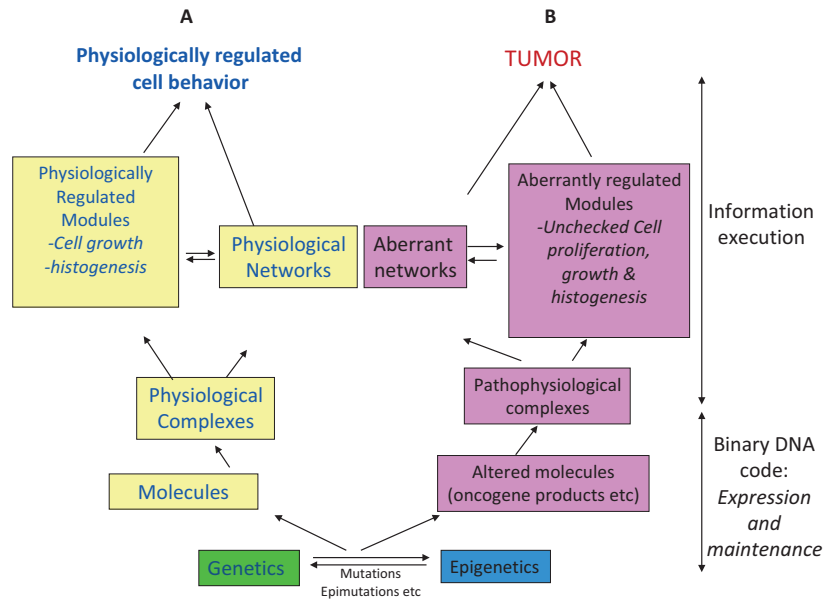 A
B
Physiologically regulated
cell behavior
TUMOR
Physiologically
Regulated
Modules
-Cell growth
-histogenesis
Physiological
Networks
Aberrant
networks
Aberrantly regulated
Modules
-Unchecked Cell
proliferation,
growth &
histogenesis
Information
execution
Physiological
Complexes
Pathophysiological
complexes
Molecules
Altered molecules
(oncogene products etc)
Binary DNA
code:
Expression
and
maintenance
Genetics
Mutations
Epimutations etc
Epigenetics